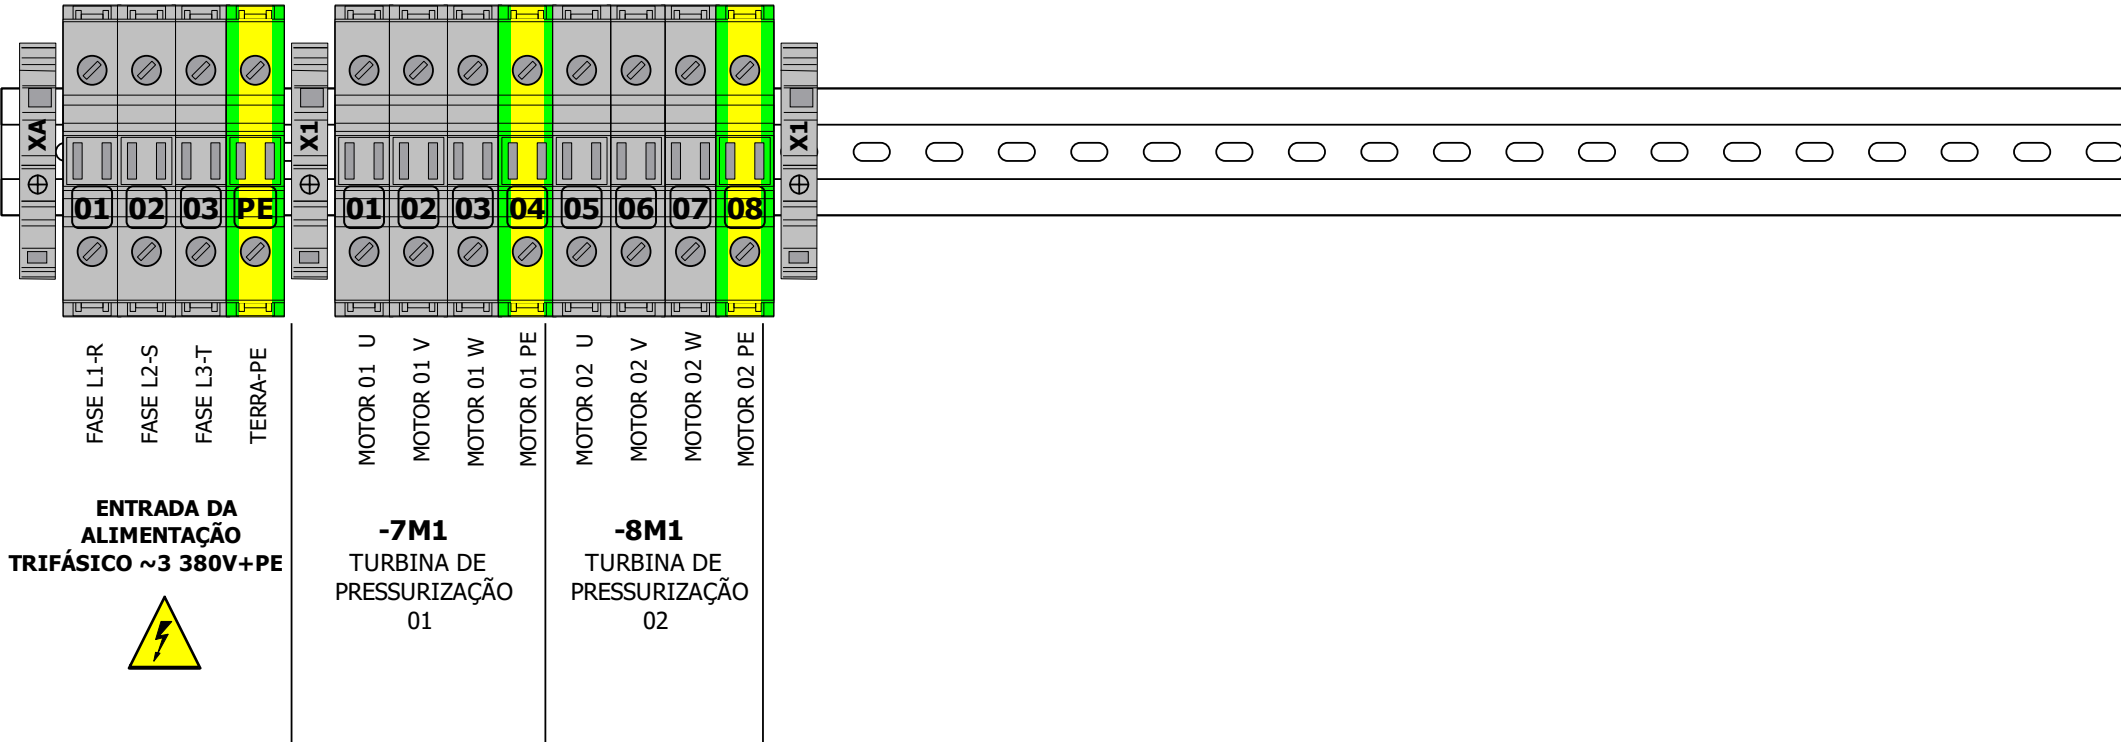 XA
X1
X1
01 02 03 PE
01 02 03 04 05 06 07 08
FASE L1-R
FASE L2-S
FASE L3-T
TERRA-PE
MOTOR 01 U
MOTOR 01 V
MOTOR 01 W
MOTOR 01 PE
MOTOR 02 U
MOTOR 02 V
MOTOR 02 W
MOTOR 02 PE
ENTRADA DA
ALIMENTAÇÃO
TRIFÁSICO ~3 380V+PE
-7M1
TURBINA DE
PRESSURIZAÇÃO
01
-8M1
TURBINA DE
PRESSURIZAÇÃO
02